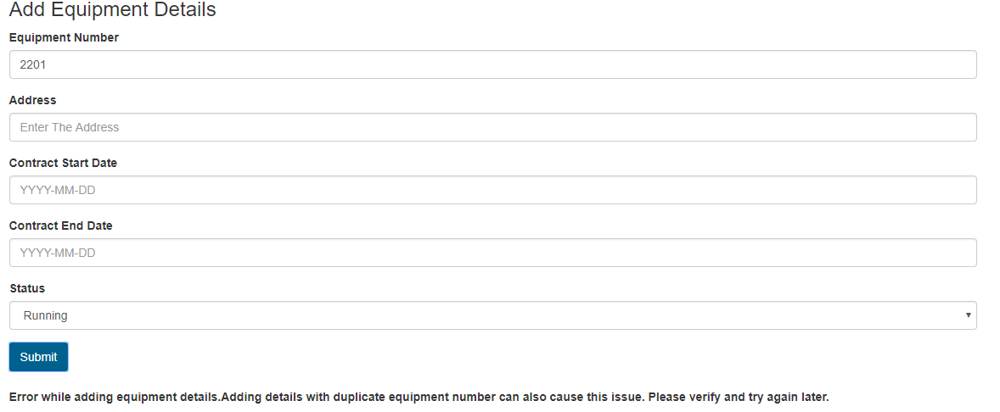 Add Equipment Details
Equipment Number
2201
Address
Enter The Address
Contract Start Date
YYYY-MM-DD
Contract End Date
YYYY-MM-DD
Status
Running
Submit
Error while adding equipment details.Adding details with duplicate equipment number can also cause this issue. Please verify and try again later.